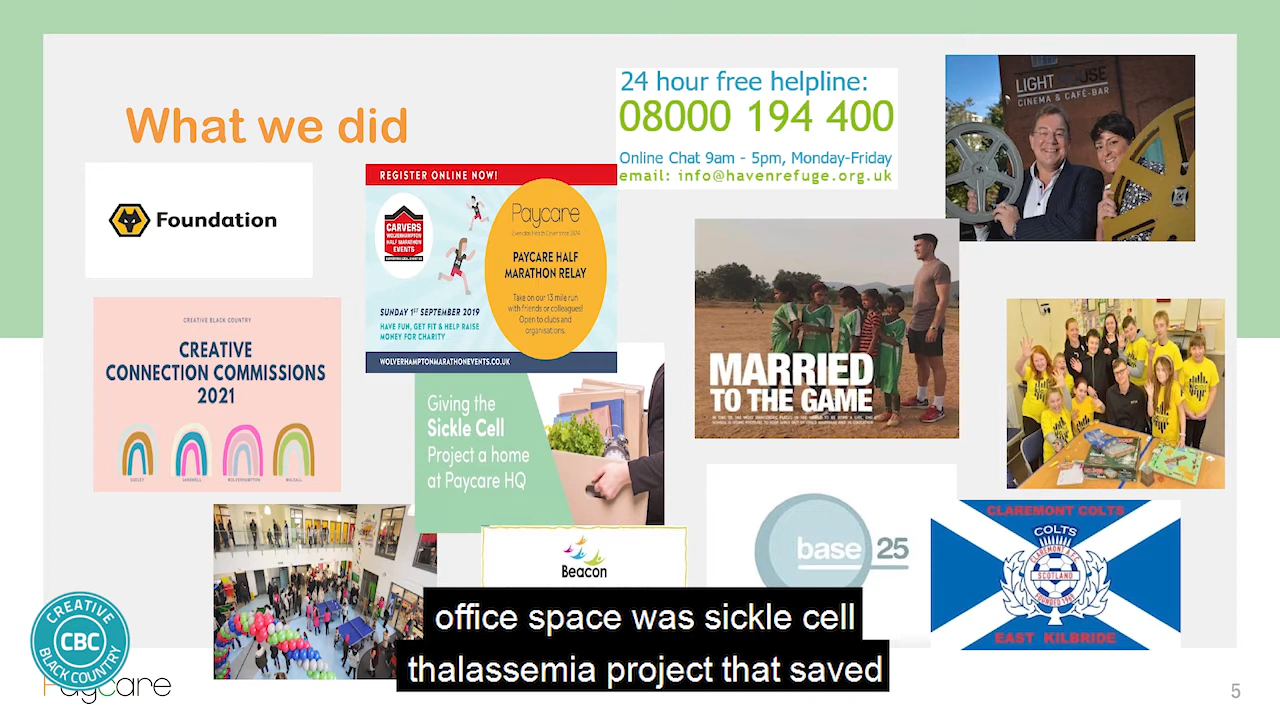 What we did
24 hour free helpline:
08000 194 400
Online Chat 9am - 5pm, Monday-Friday
email: info@havenrefuge.org.uk
LIGHT HOUSE
CINEMA & CAFÉ-BAR
Foundation
REGISTER ONLINE NOW!
CARVERS
WOLVERHAMPTON
HALF MARATHON
EVENTS
Paycare
PAYCARE HALF
MARATHON RELAY
Take on our 13 mile run
with friends or colleagues!
Open to clubs and
organisations.
SUNDAY 1ST SEPTEMBER 2019
HAVE FUN, GET FIT & HELP RAISE
MONEY FOR CHARITY
WOLVERHAMPTONMARATHONEVENTS.CO.UK
MARRIED
TO THE GAME
CREATIVE BLACK COUNTRY
CREATIVE
CONNECTION COMMISSIONS
2021
DUDLEY SANDWELL WOLVERHAMPTON WALSALL
Giving the
Sickle Cell
Project a home
at Paycare HQ
Beacon
base 25
CLAREMONT COLTS
COLTS
CLAREMONT A.F.C.
SCOTLAND
FOUNDED 1961
EAST KILBRIDE
office space was sickle cell
thalassemia project that saved
CREATIVE
CBC
BLACK COUNTRY
Paycare
5